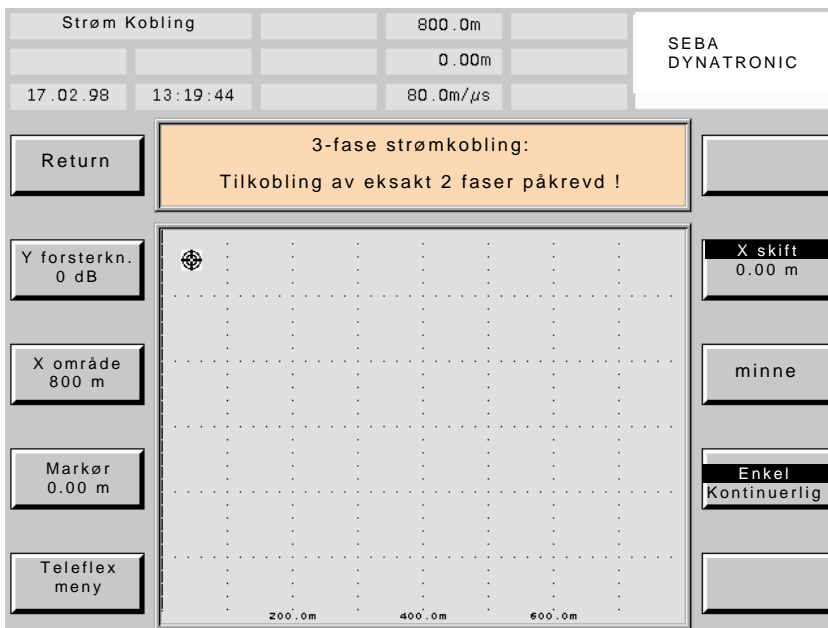 Strøm Kobling
800.0m
SEBA
DYNATRONIC
0.00m
17.02.98
13:19:44
80.0m/µs
Return
3-fase strømkobling:
Tilkobling av eksakt 2 faser påkrevd !
Y forsterkn.
0 dB
X skift
0.00 m
X område
800 m
minne
Markør
0.00 m
Enkel
Kontinuerlig
Teleflex
meny
200.0m
400.0m
600.0m